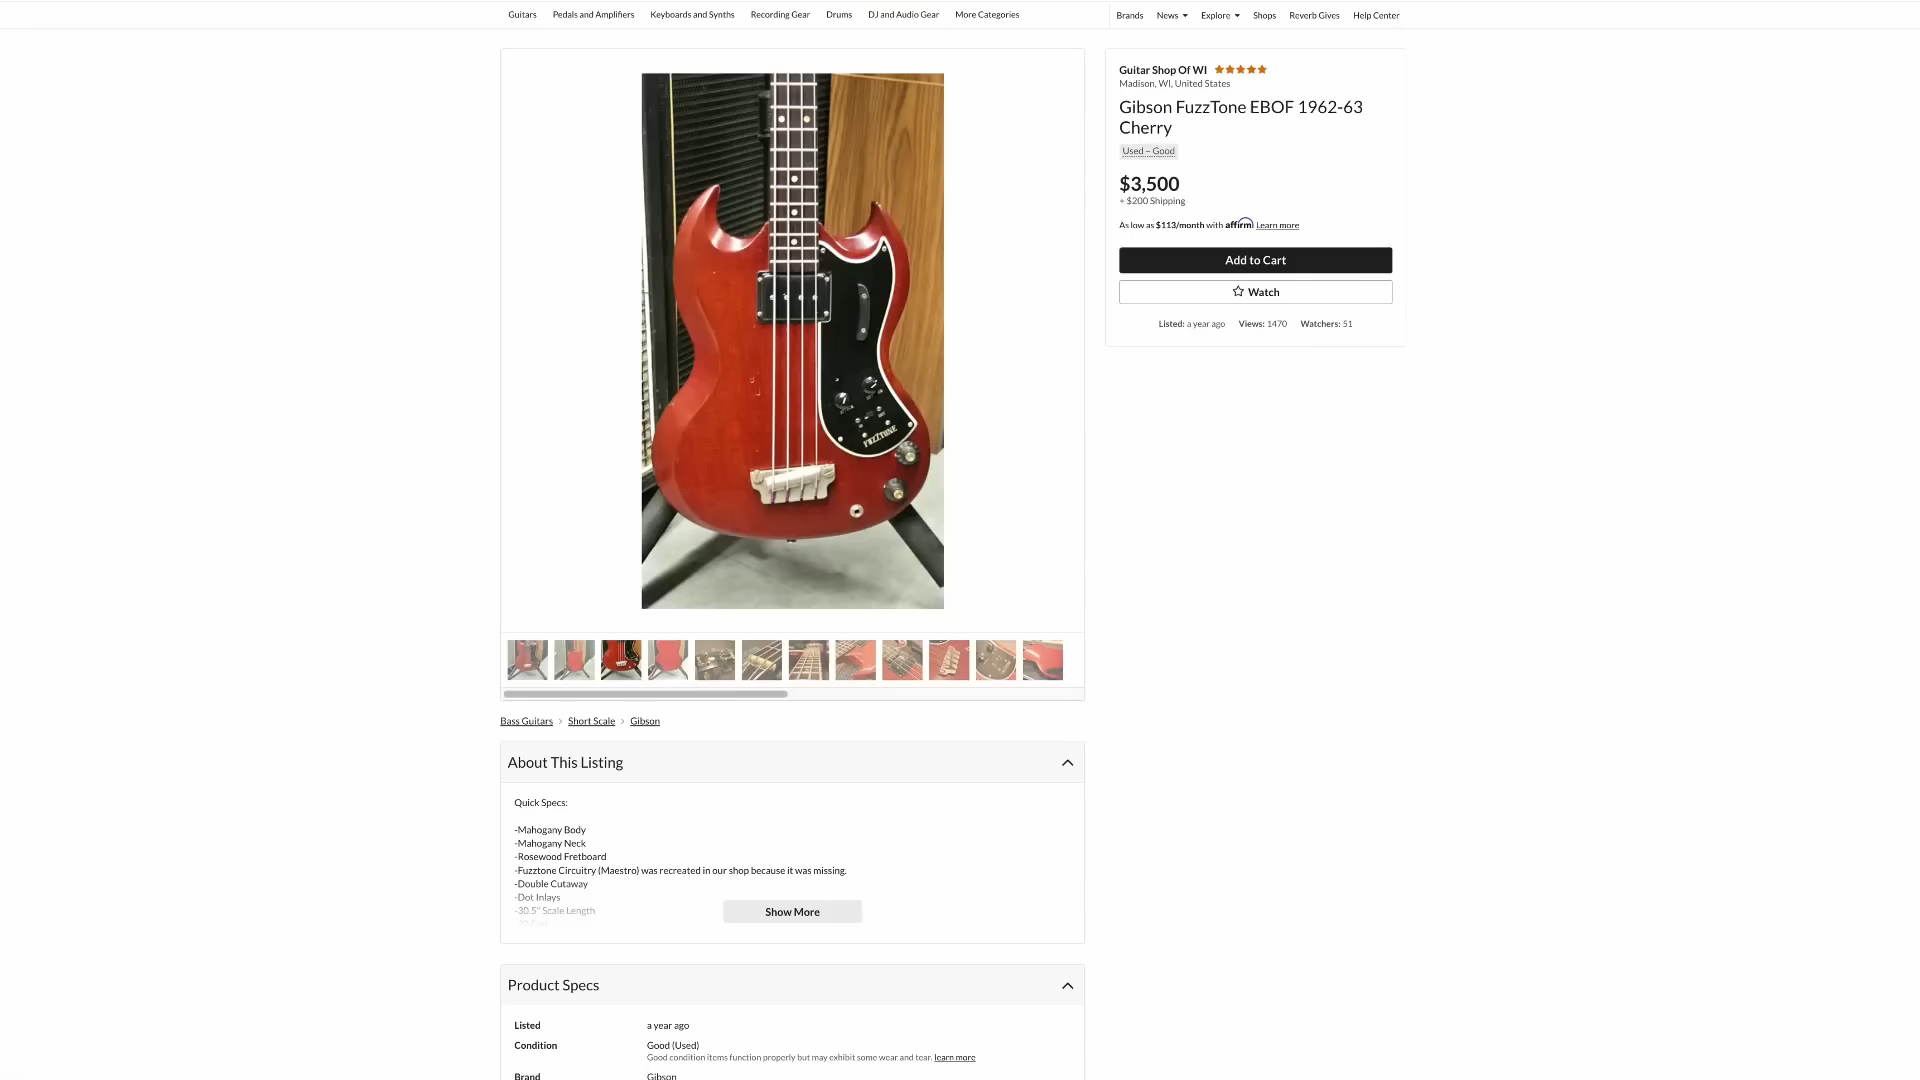 Guitars Pedals and Amplifiers Keyboards and Synths Recording Gear Drums DJ and Audio Gear More Categories Brands News Explore Shops Reverb Gives Help Center
Guitar Shop Of WI
Madison, WI, United States
Gibson FuzzTone EBOF 1962-63
Cherry
Used – Good
$3,500
+ $200 Shipping
As low as $113/month with affirm Learn more
Add to Cart
Watch
Listed: a year ago Views: 1470 Watchers: 51
FUZZTONE
Bass Guitars > Short Scale > Gibson
About This Listing
Quick Specs:
-Mahogany Body
-Mahogany Neck
-Rosewood Fretboard
-Fuzztone Circuitry (Maestro) was recreated in our shop because it was missing.
-Double Cutaway
-Dot Inlays
-30.5" Scale Length
Show More
Product Specs
Listed a year ago
Condition Good (Used)
Good condition items function properly but may exhibit some wear and tear. learn more
Brand Gibson